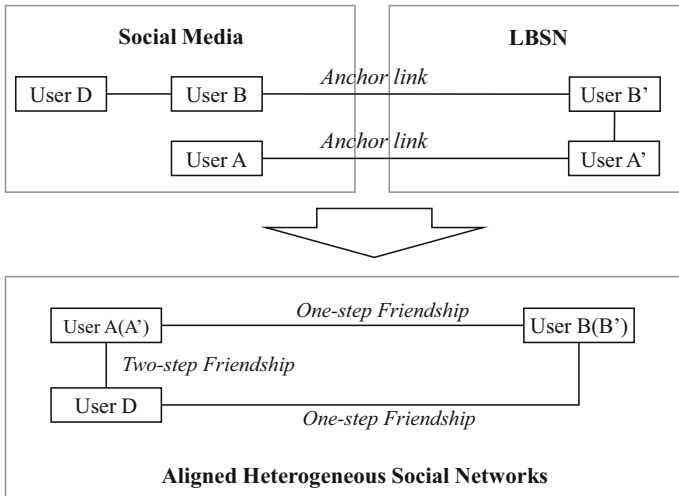 Social Media
LBSN
Anchor link
User D
User B
User B’
Anchor link
User A
User A’
One-step Friendship
User A(A’)
User B(B’)
Two-step Friendship
User D
One-step Friendship
Aligned Heterogeneous Social Networks